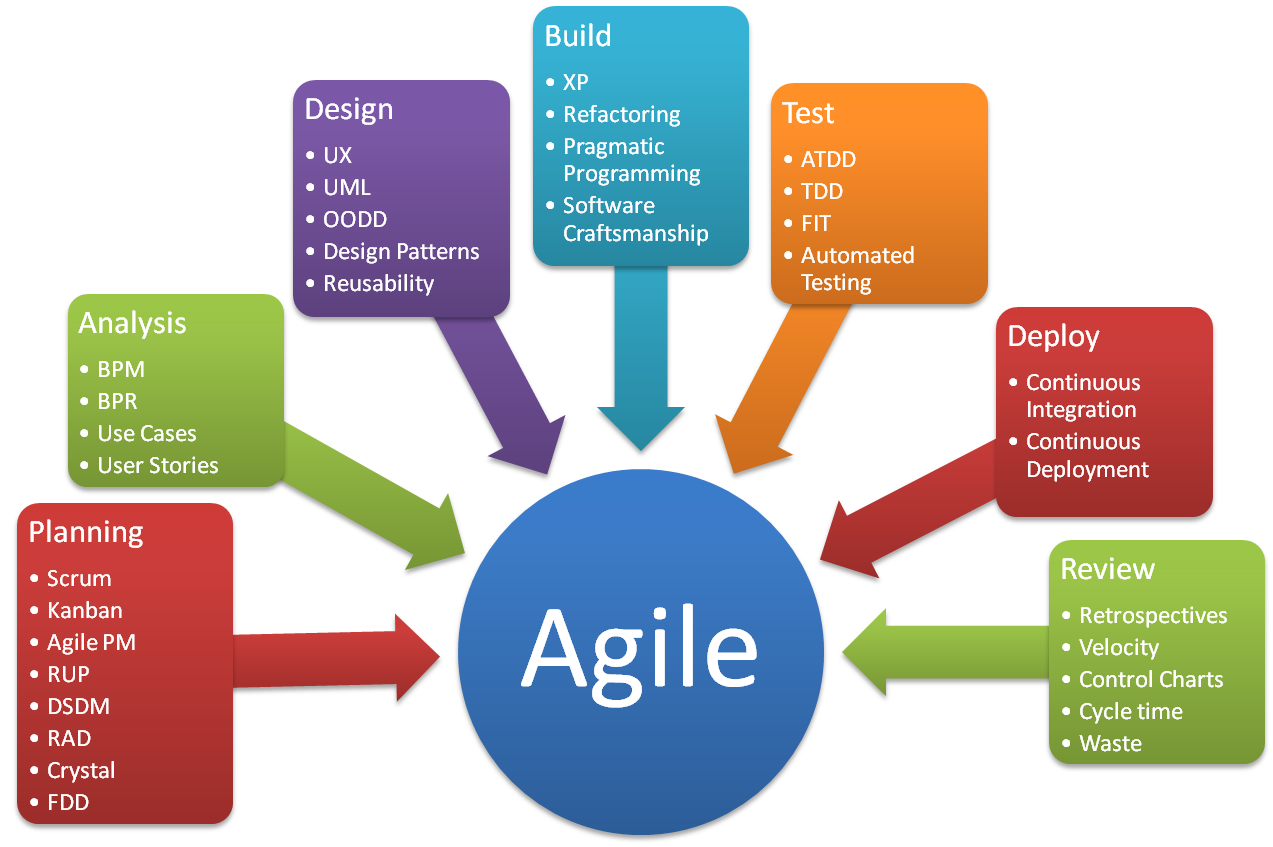 Build
• XP
• Refactoring
• Pragmatic
Programming
• Software
Craftsmanship
Design
• UX
• UML
• OODD
• Design Patterns
• Reusability
Test
• ATDD
• TDD
• FIT
• Automated
Testing
Analysis
• BPM
• BPR
• Use Cases
• User Stories
Deploy
• Continuous
Integration
• Continuous
Deployment
Planning
• Scrum
• Kanban
• Agile PM
• RUP
• DSDM
• RAD
• Crystal
• FDD
Agile
Review
• Retrospectives
• Velocity
• Control Charts
• Cycle time
• Waste